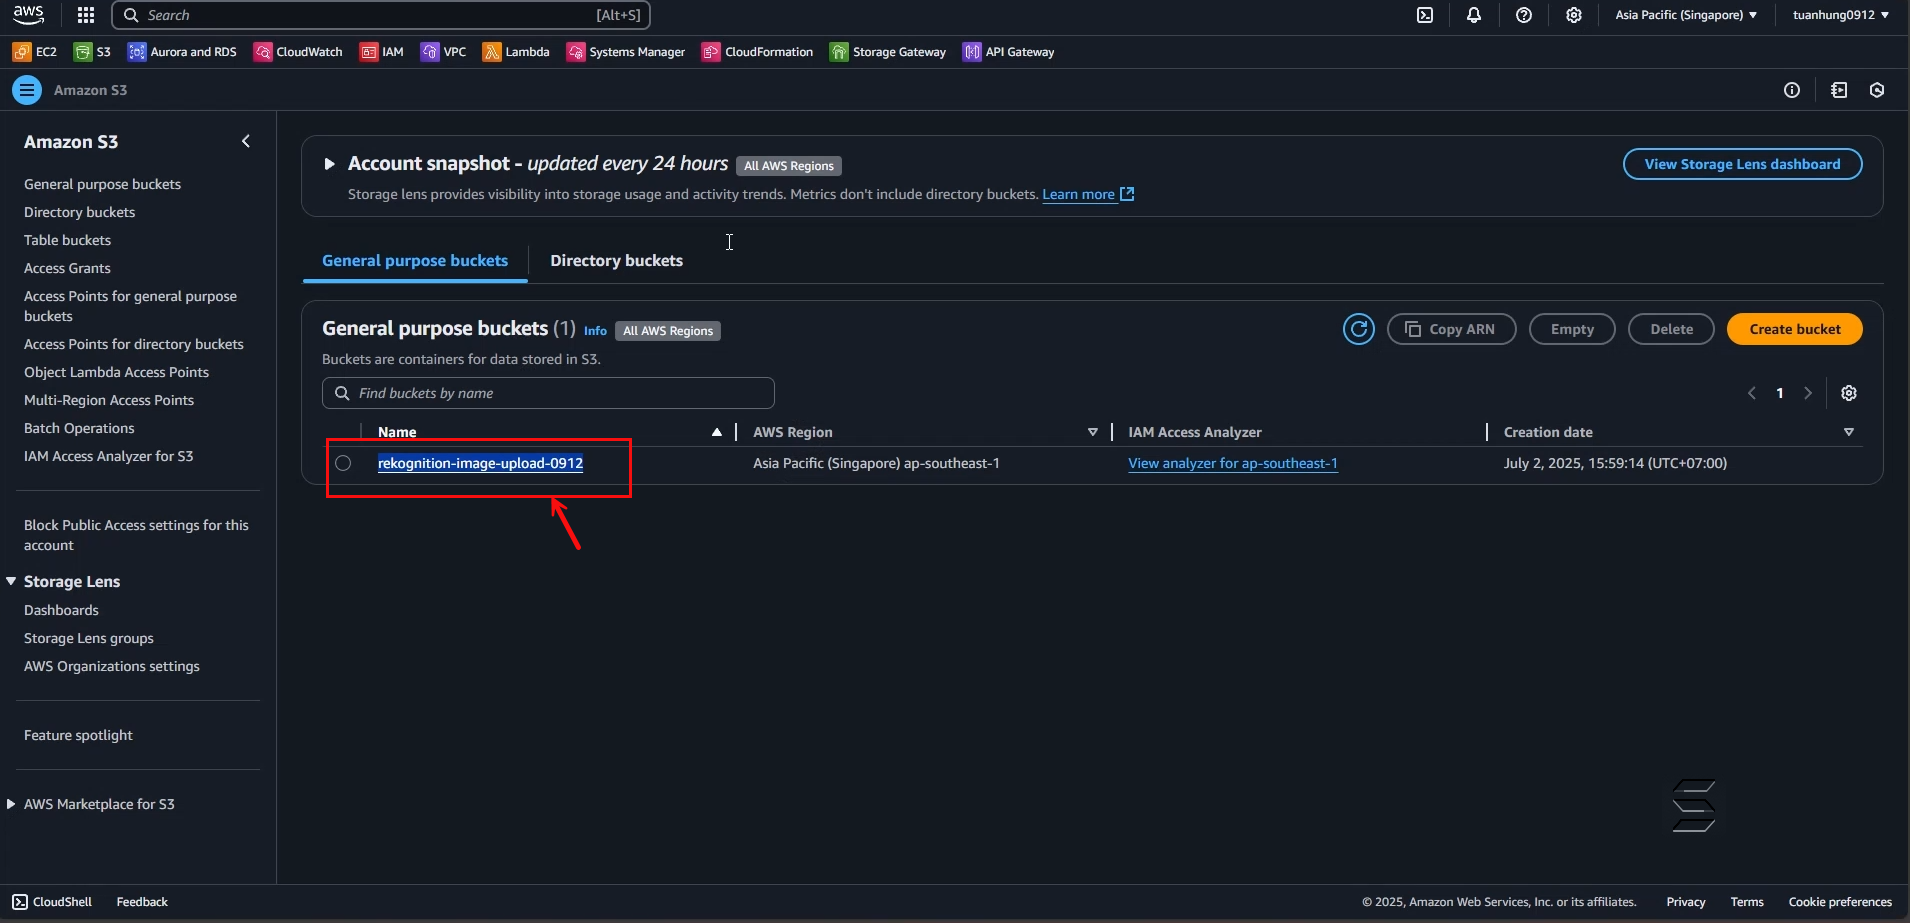 aws
Search [Alt+S]
Asia Pacific (Singapore) tuanhung0912
EC2 S3 Aurora and RDS CloudWatch IAM VPC Lambda Systems Manager CloudFormation Storage Gateway API Gateway
Amazon S3
Amazon S3
General purpose buckets
Directory buckets
Table buckets
Access Grants
Access Points for general purpose
buckets
Access Points for directory buckets
Object Lambda Access Points
Multi-Region Access Points
Batch Operations
IAM Access Analyzer for S3
Block Public Access settings for this
account
Storage Lens
Dashboards
Storage Lens groups
AWS Organizations settings
Feature spotlight
AWS Marketplace for S3
Account snapshot - updated every 24 hours All AWS Regions
View Storage Lens dashboard
Storage lens provides visibility into storage usage and activity trends. Metrics don't include directory buckets. Learn more
General purpose buckets Directory buckets
General purpose buckets (1) Info All AWS Regions
Copy ARN Empty Delete Create bucket
Buckets are containers for data stored in S3.
Find buckets by name
1
Name AWS Region IAM Access Analyzer Creation date
rekognition-image-upload-0912 Asia Pacific (Singapore) ap-southeast-1 View analyzer for ap-southeast-1 July 2, 2025, 15:59:14 (UTC+07:00)
CloudShell Feedback
© 2025, Amazon Web Services, Inc. or its affiliates. Privacy Terms Cookie preferences